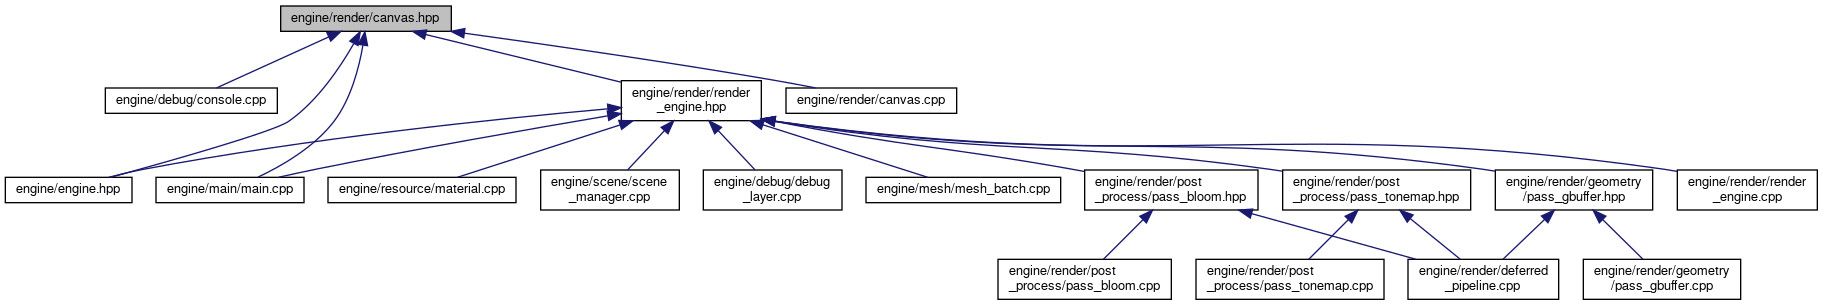 engine/render/canvas.hpp
engine/debug/console.cpp
engine/render/render
_engine.hpp
engine/render/canvas.cpp
engine/engine.hpp
engine/main/main.cpp
engine/resource/material.cpp
engine/scene/scene
_manager.cpp
engine/debug/debug
_layer.cpp
engine/mesh/mesh_batch.cpp
engine/render/post
_process/pass_bloom.hpp
engine/render/post
_process/pass_tonemap.hpp
engine/render/geometry
/pass_gbuffer.hpp
engine/render/render
_engine.cpp
engine/render/post
_process/pass_bloom.cpp
engine/render/post
_process/pass_tonemap.cpp
engine/render/deferred
_pipeline.cpp
engine/render/geometry
/pass_gbuffer.cpp